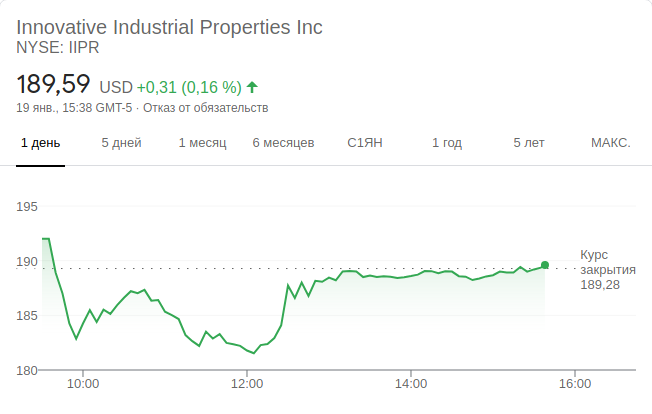 Innovative Industrial Properties Inc
NYSE: IIPR
189,59 USD +0,31 (0,16 %)
19 янв., 15:38 GMT-5 · Отказ от обязательств
1 день 5 дней 1 месяц 6 месяцев С1ЯН 1 год 5 лет МАКС.
195
190
185
180
Курс
закрытия
189,28
10:00 12:00 14:00 16:00